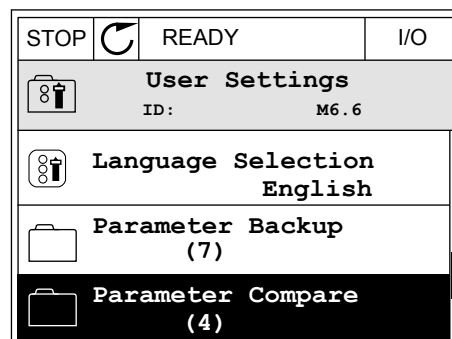 STOP READY I/O
User Settings
ID: M6.6
Language Selection
English
Parameter Backup
(7)
Parameter Compare
(4)